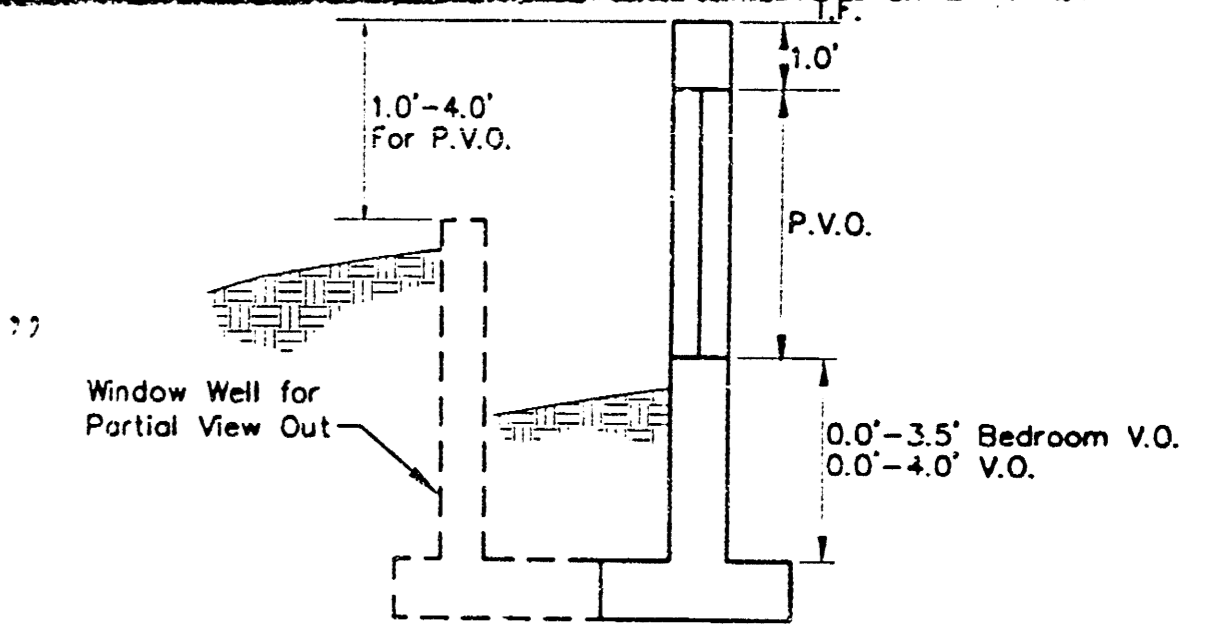 T.F.
1.0'
1.0'-4.0'
For P.V.O.
P.V.O.
Window Well for
Partial View Out
0.0'-3.5' Bedroom V.O.
0.0'-4.0' V.O.